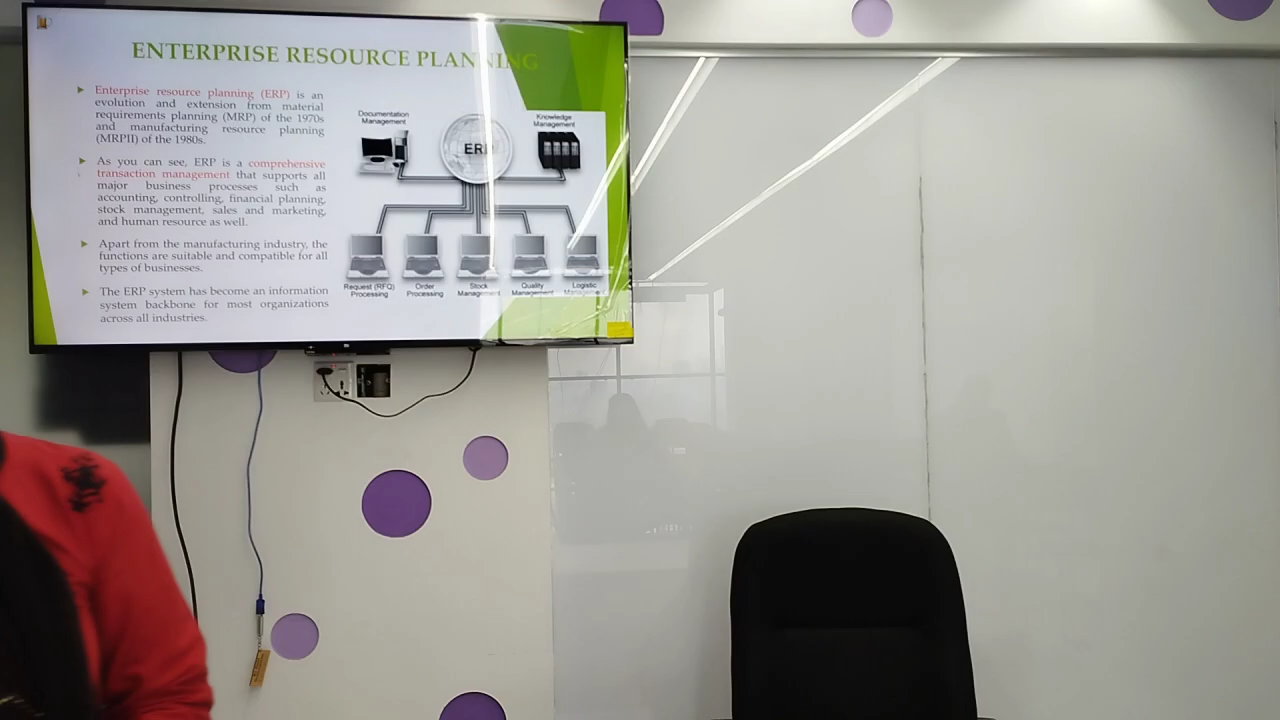 ENTERPRISE RESOURCE PLANNING
Enterprise resource planning (ERP) is an
evolution and extension from material
requirements planning (MRP) of the 1970s
and manufacturing resource planning
(MRPII) of the 1980s.
As you can see, ERP is a comprehensive
transaction management that supports all
major business processes such as
accounting, controlling, financial planning,
stock management, sales and marketing,
and human resource as well.
Apart from the manufacturing industry, the
functions are suitable and compatible for all
types of businesses.
The ERP system has become an information
system backbone for most organizations
across all industries.
Documentation
Management
ERP
Knowledge
Management
Request (RFQ)
Processing
Order
Processing
Stock
Management
Quality
Management
Logistic
Management